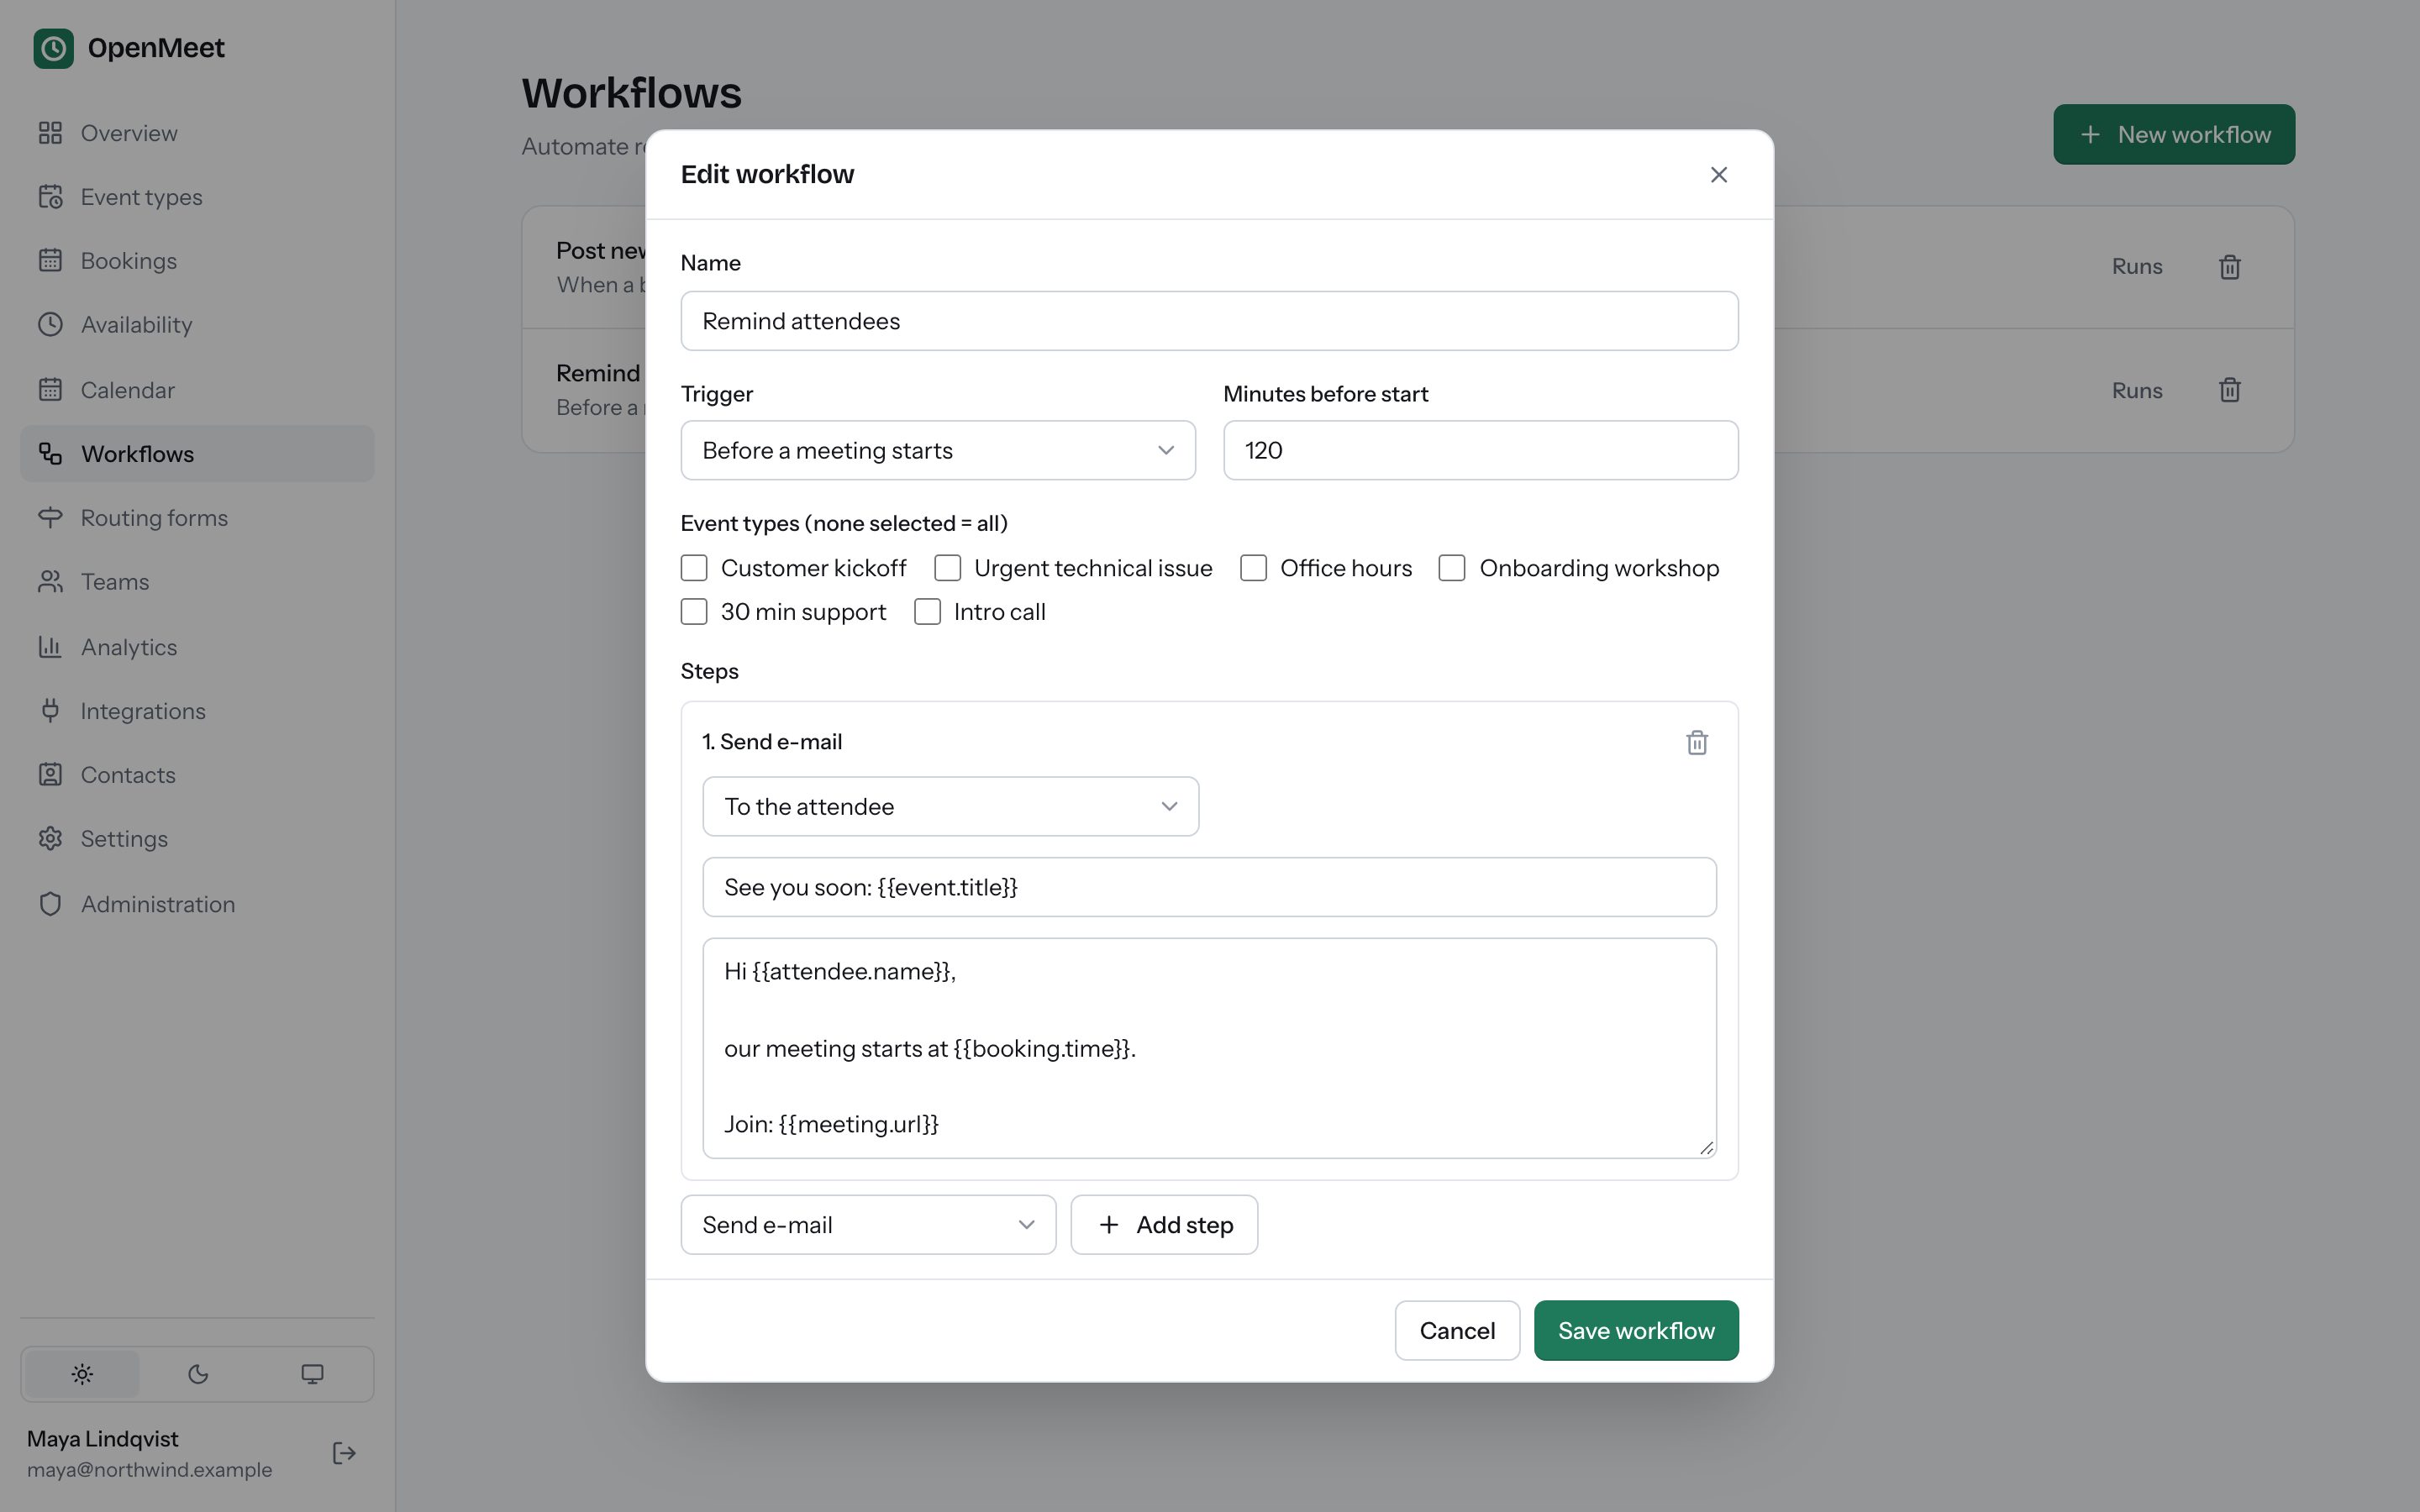 OpenMeet
Overview
Event types
Bookings
Availability
Calendar
Workflows
Routing forms
Teams
Analytics
Integrations
Contacts
Settings
Administration
Maya Lindqvist
maya@northwind.example
Workflows
Automate
New workflow
Post
When a
Runs
Remind
Before a
Runs
Edit workflow
Name
Remind attendees
Trigger
Minutes before start
Before a meeting starts
120
Event types (none selected = all)
Customer kickoff Urgent technical issue Office hours Onboarding workshop
30 min support Intro call
Steps
1. Send e-mail
To the attendee
See you soon: {{event.title}}
Hi {{attendee.name}},
our meeting starts at {{booking.time}}.
Join: {{meeting.url}}
Send e-mail
Add step
Cancel
Save workflow